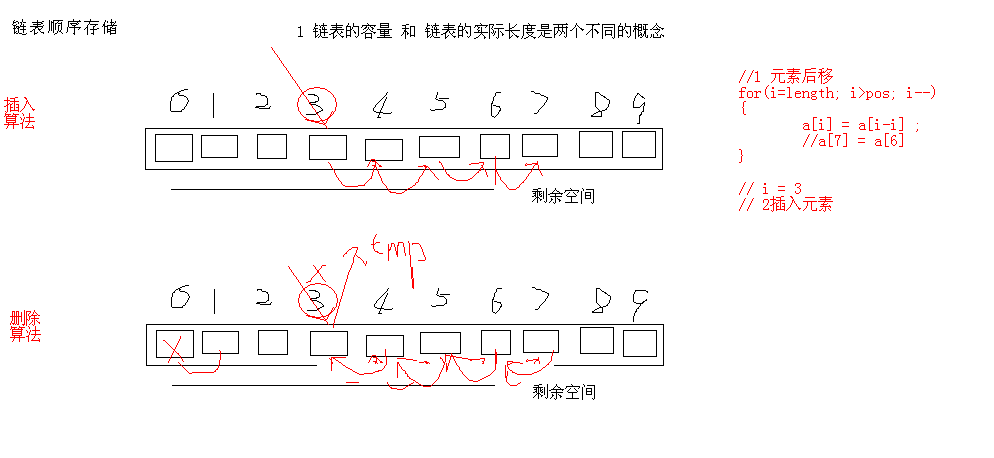 链表顺序存储
1 链表的容量 和 链表的实际长度是两个不同的概念
插入
算法
0 1 2 3 4 5 6 7 8 9
剩余空间
//1 元素后移
for(i=length; i>pos; i--)
{
a[i] = a[i-i] ;
//a[7] = a[6]
}
// i = 3
// 2插入元素
tmp
删除
算法
0 1 2 3 4 5 6 7 8 9
剩余空间